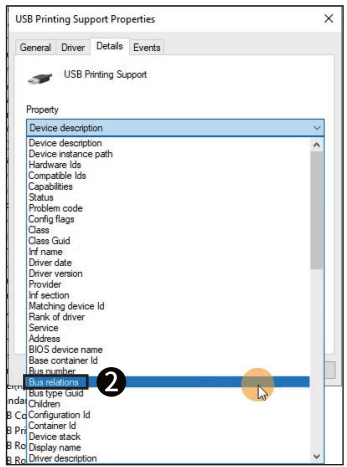 USB Printing Support Properties
General Driver Details Events
USB Printing Support
Property
Device description
Device description
Device instance path
Hardware Ids
Compatible Ids
Capabilities
Status
Problem code
Config flags
Class
Class Guid
Inf name
Driver date
Driver version
Provider
Inf section
Matching device Id
Rank of driver
Service
Address
BIOS device name
Base container Id
Bus number
Bus relations 2
Bus type Guid
Children
Configuration Id
Container Id
Device stack
Display name
Driver description